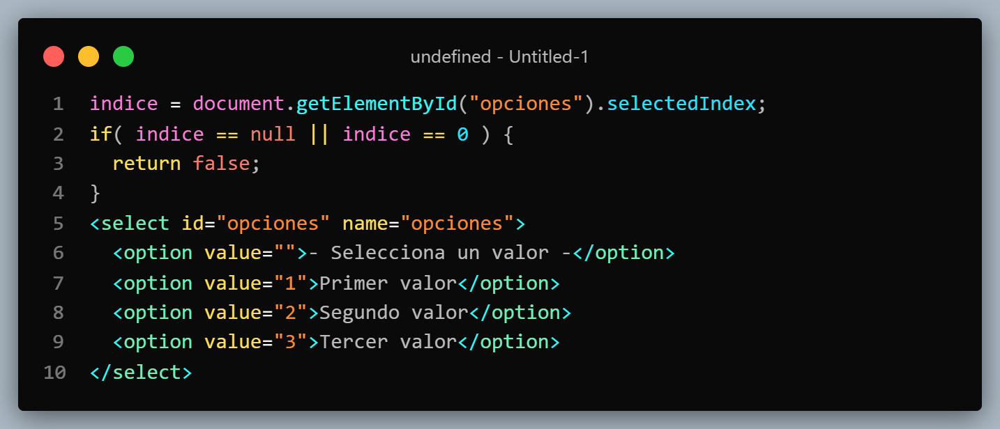 undefined - Untitled-1
1 indice = document.getElementById("opciones").selectedIndex;
2 if( indice == null || indice == 0 ) {
3   return false;
4 }
5 <select id="opciones" name="opciones">
6   <option value="">- Selecciona un valor -</option>
7   <option value="1">Primer valor</option>
8   <option value="2">Segundo valor</option>
9   <option value="3">Tercer valor</option>
10 </select>